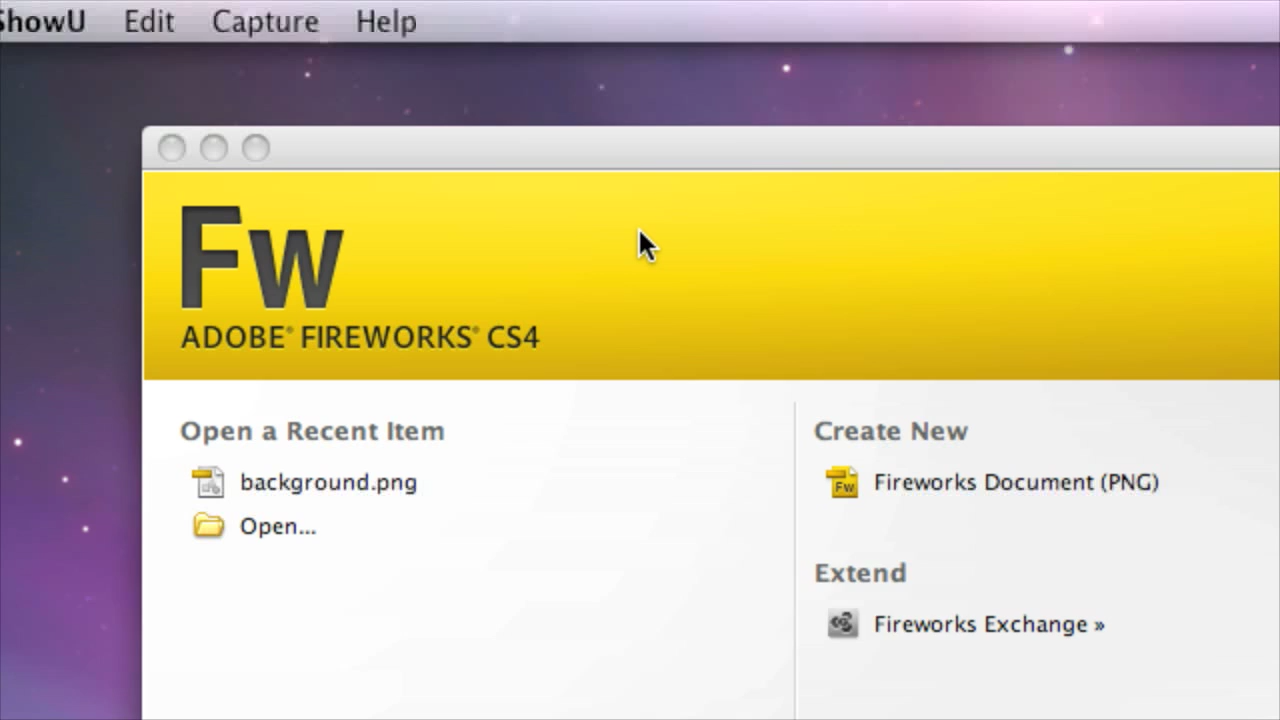 ShowU Edit Capture Help
Fw
ADOBE® FIREWORKS® CS4
Open a Recent Item
background.png
Open...
Create New
Fireworks Document (PNG)
Fw
Extend
Fireworks Exchange »